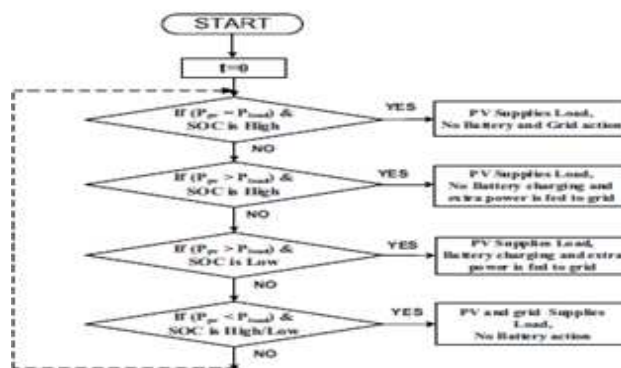 START
t=0
If (Ppv = Pload) &
SOC is High
YES
PV Supplies Load,
No Battery and Grid action
NO
If (Ppv > Pload) &
SOC is High
YES
PV Supplies Load,
No Battery charging and
extra power is fed to grid
NO
If (Ppv > Pload) &
SOC is Low
YES
PV Supplies Load,
Battery charging and extra
power is fed to grid
NO
If (Ppv < Pload) &
SOC is High/Low
YES
PV and grid Supplies
Load,
No Battery action
NO